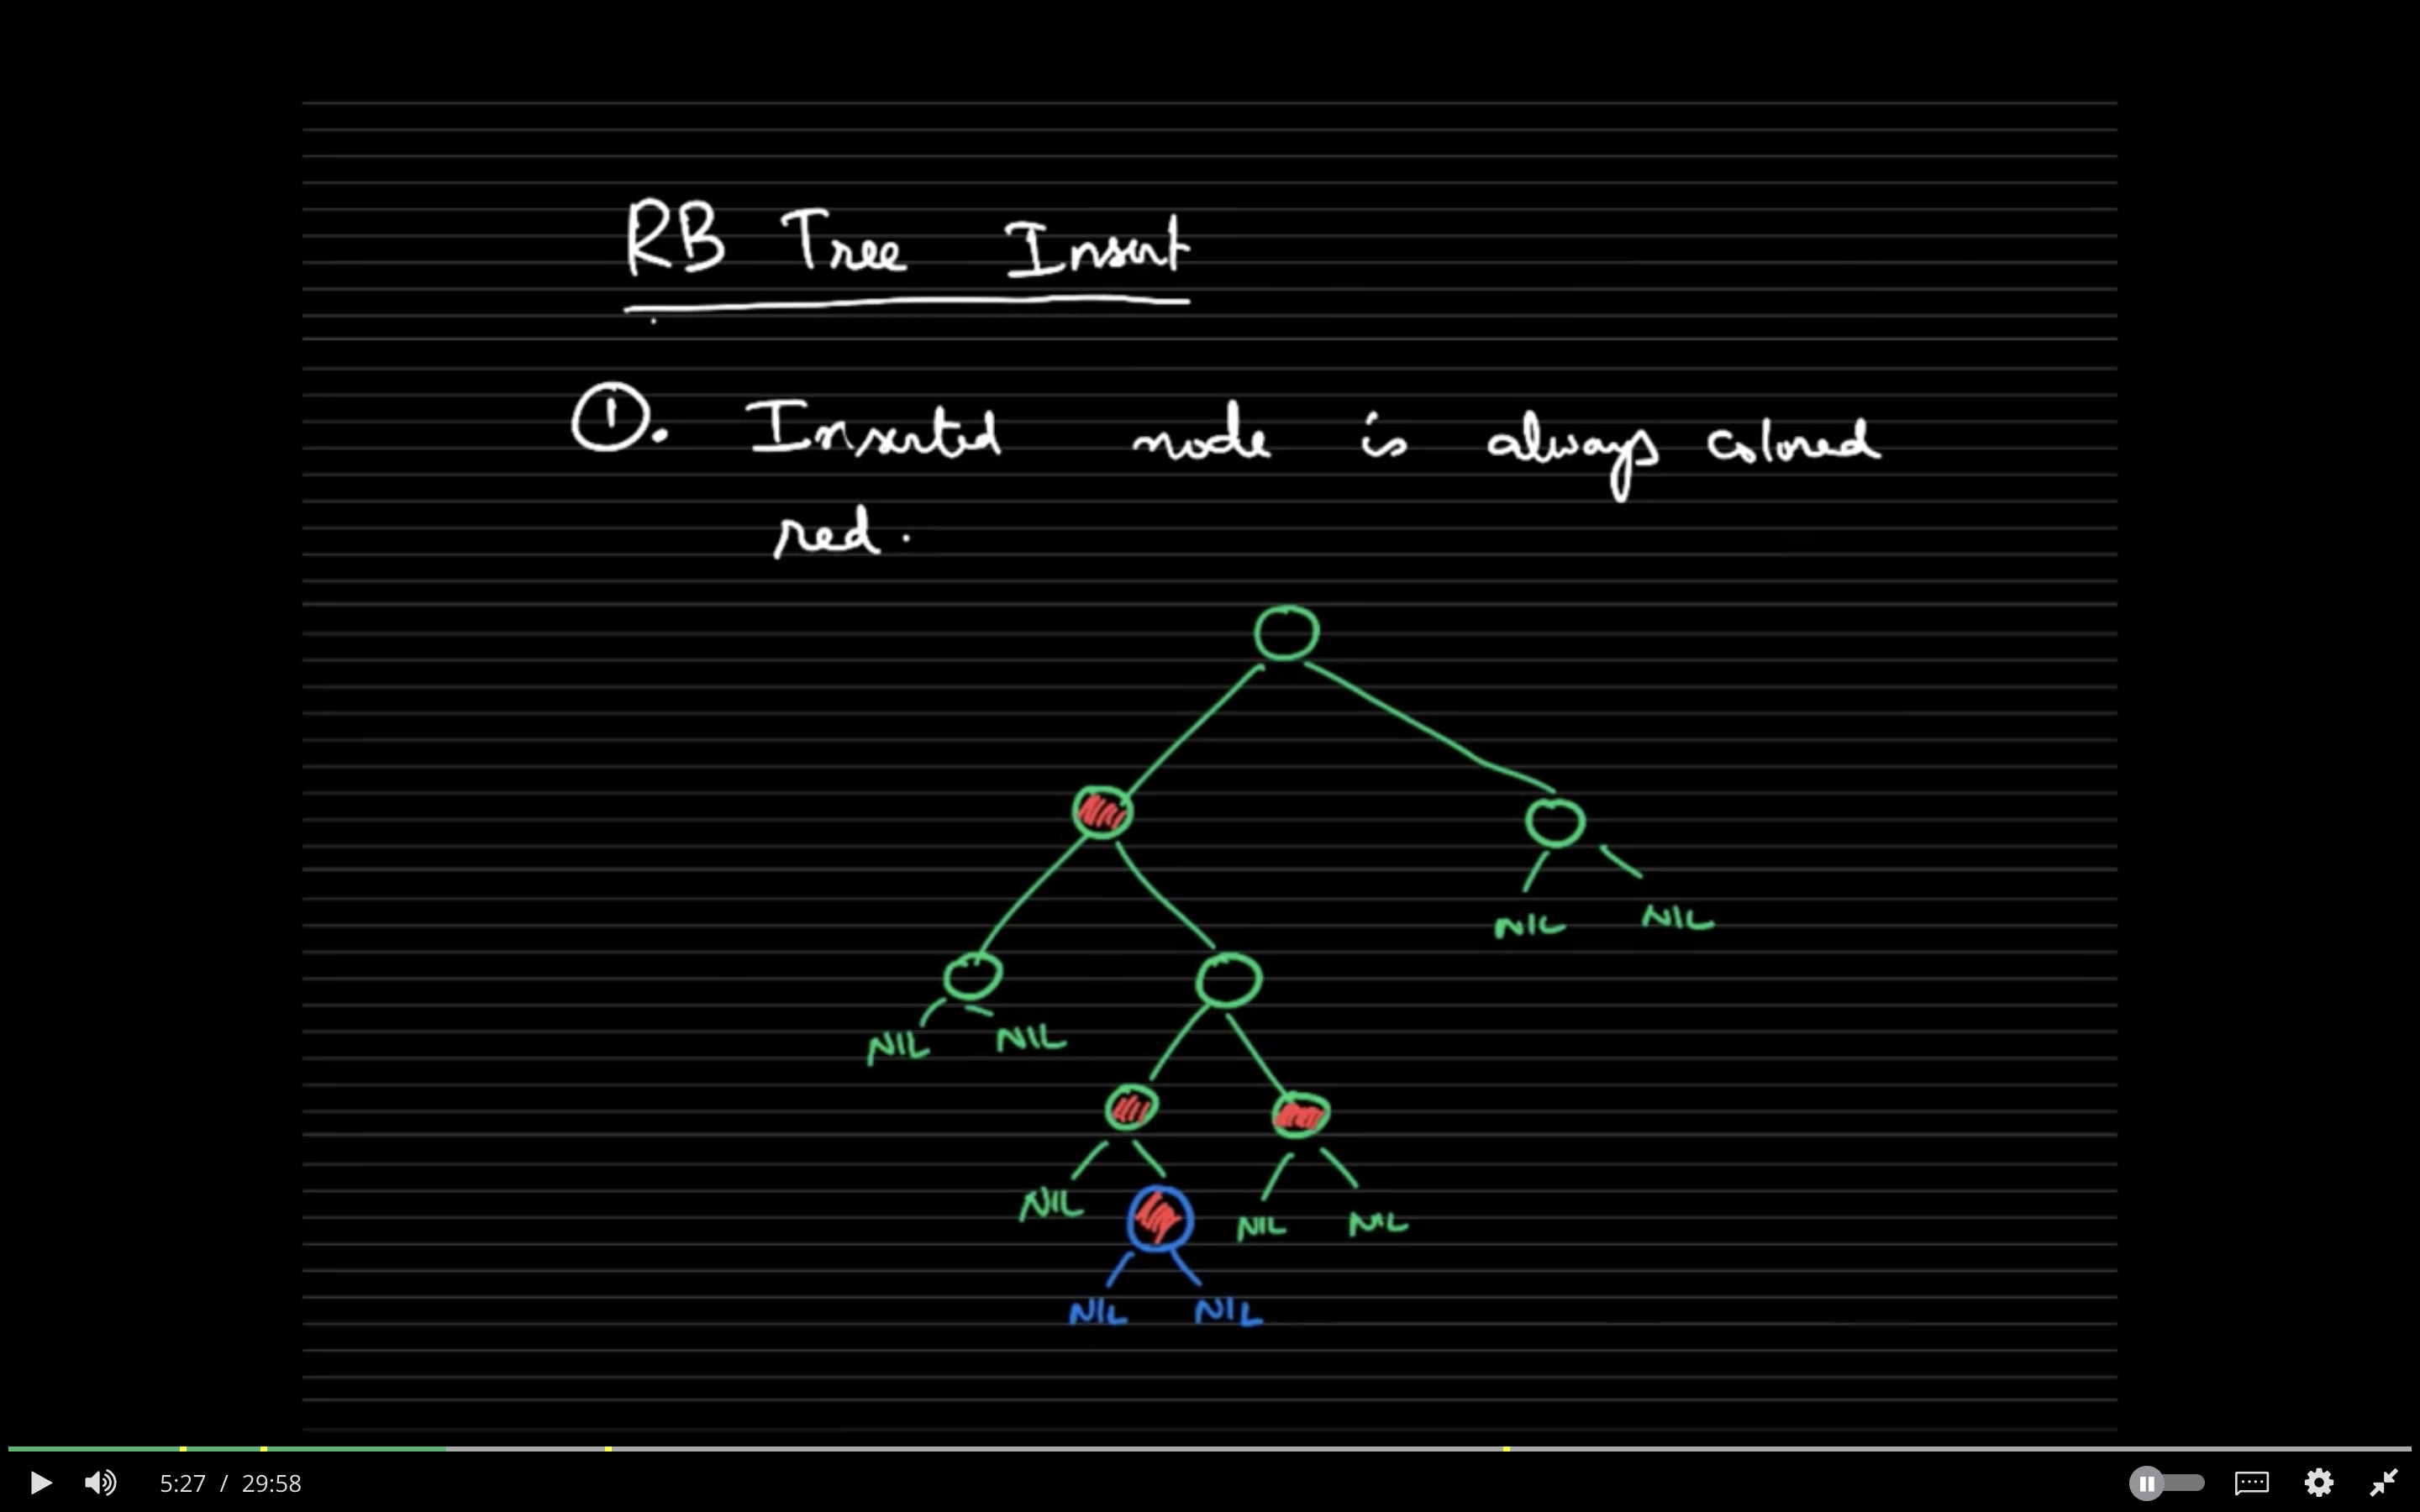 RB Tree Insert
①. Inserted node is always colored
red.
NIL NIL
NIL NIL
NIL NIL NIL
NIL NIL
5:27 / 29:58